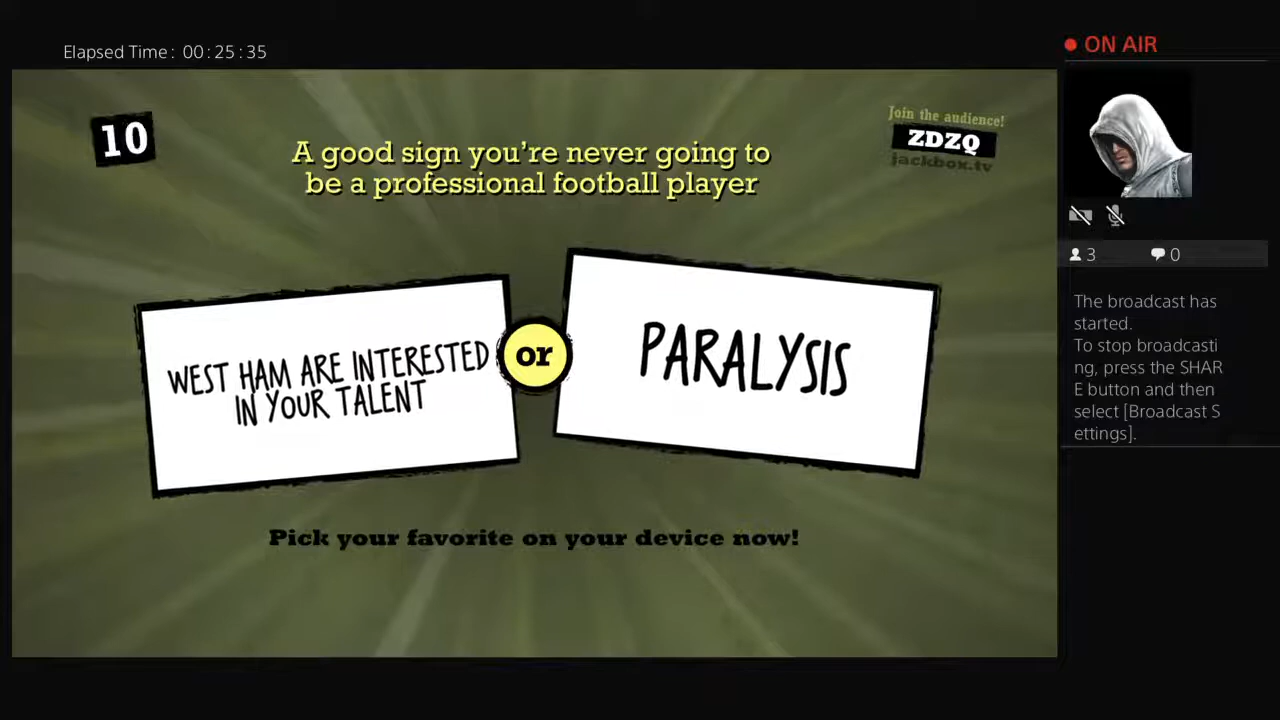 Elapsed Time: 00:25:35
ON AIR
10
Join the audience!
ZDZQ
jackbox.tv
A good sign you're never going to
be a professional football player
WEST HAM ARE INTERESTED
IN YOUR TALENT
or
PARALYSIS
Pick your favorite on your device now!
3
0
The broadcast has
started.
To stop broadcasti
ng, press the SHAR
E button and then
select [Broadcast S
ettings].